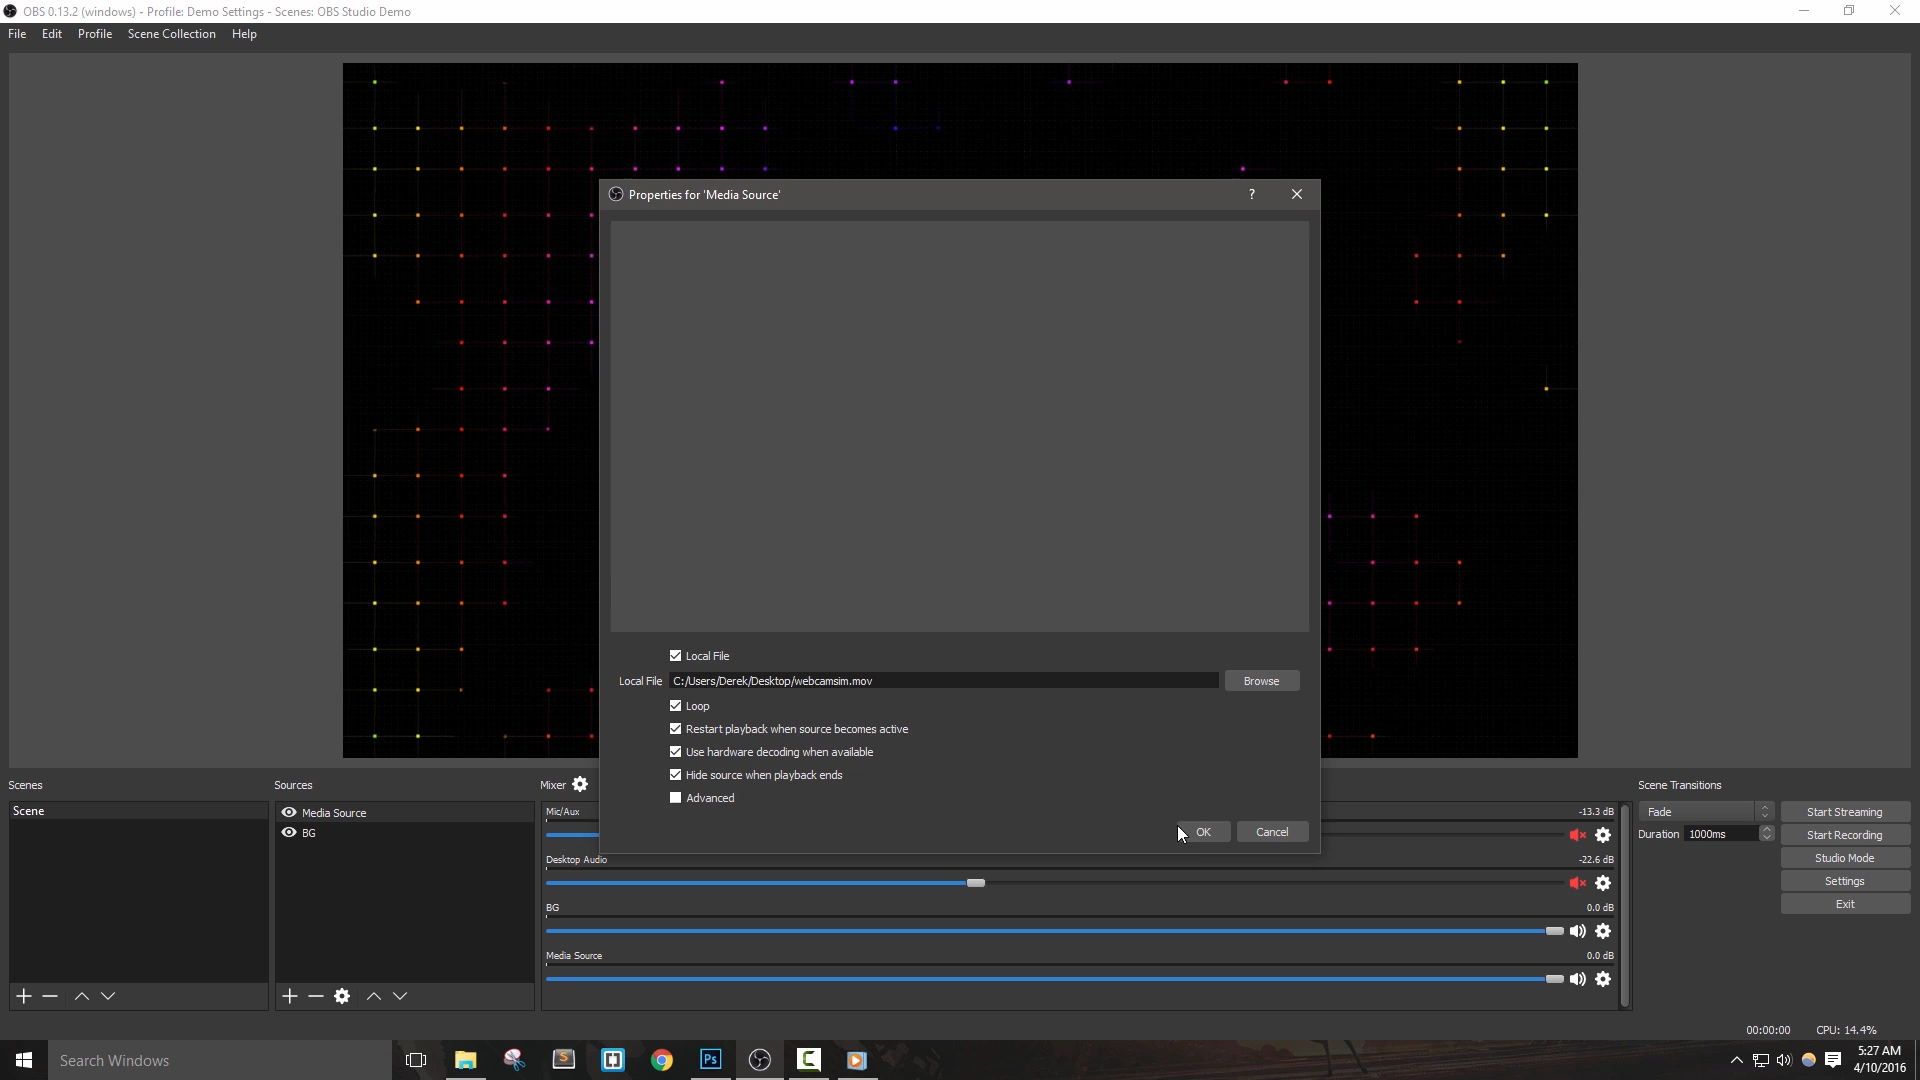 OBS 0.13.2 (windows) - Profile: Demo Settings - Scenes: OBS Studio Demo
File Edit Profile Scene Collection Help
Properties for 'Media Source' ?
Local File
Local File C:/Users/Derek/Desktop/webcamsim.mov Browse
Loop
Restart playback when source becomes active
Use hardware decoding when available
Hide source when playback ends
Advanced
OK Cancel
Scenes
Scene
Sources
Media Source
BG
Mixer
Mic/Aux -13.3 dB
Desktop Audio -22.6 dB
BG 0.0 dB
Media Source 0.0 dB
Scene Transitions
Fade
Duration 1000ms
Start Streaming
Start Recording
Studio Mode
Settings
Exit
00:00:00 CPU: 14.4%
Search Windows
S
Ps
C
5:27 AM
4/10/2016